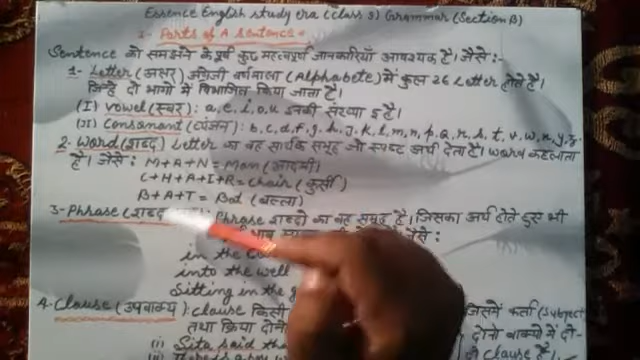 Essence English study era (class 9) Grammar (Section B)
1- Parts of A Sentence =
Sentence को समझने के पूर्व कुछ महत्वपूर्ण जानकारियाँ आवश्यक है। जैसे:-
1- Letter (अक्षर) अंग्रेजी वर्णमाला (Alphabete) में कुल 26 Letter होते है।
जिन्हे दो भागो में विभाजित किया जाता है।
(I) Vowel (स्वर): a, e, i, o, u इनकी संख्या 5 है।
(II) Consonant (व्यंजन): b, c, d, f, g, h, j, k, l, m, n, p, q, r, s, t, v, w, x, y, z.
2- Word (शब्द) Letter का वह सार्थक समूह जो स्पष्ट अर्थ देता है। Word कहलाता
है। जैसे: M+A+N = Man (आदमी)
C+H+A+I+R = Chair (कुर्सी)
B+A+T = Bat (बल्ला)
3- Phrase (शब्द Phrase शब्दो का वह समूह है। जिसका अर्थ होते हुए भी
जैसे:
in the
into the well
Sitting in the
4- Clause (उपवाक्य): clause किसी जिसमें कर्ता (Subject
तथा क्रिया दोनो दोनो वाक्यो में दो-
(i) Sita said the clause है।
(ii)